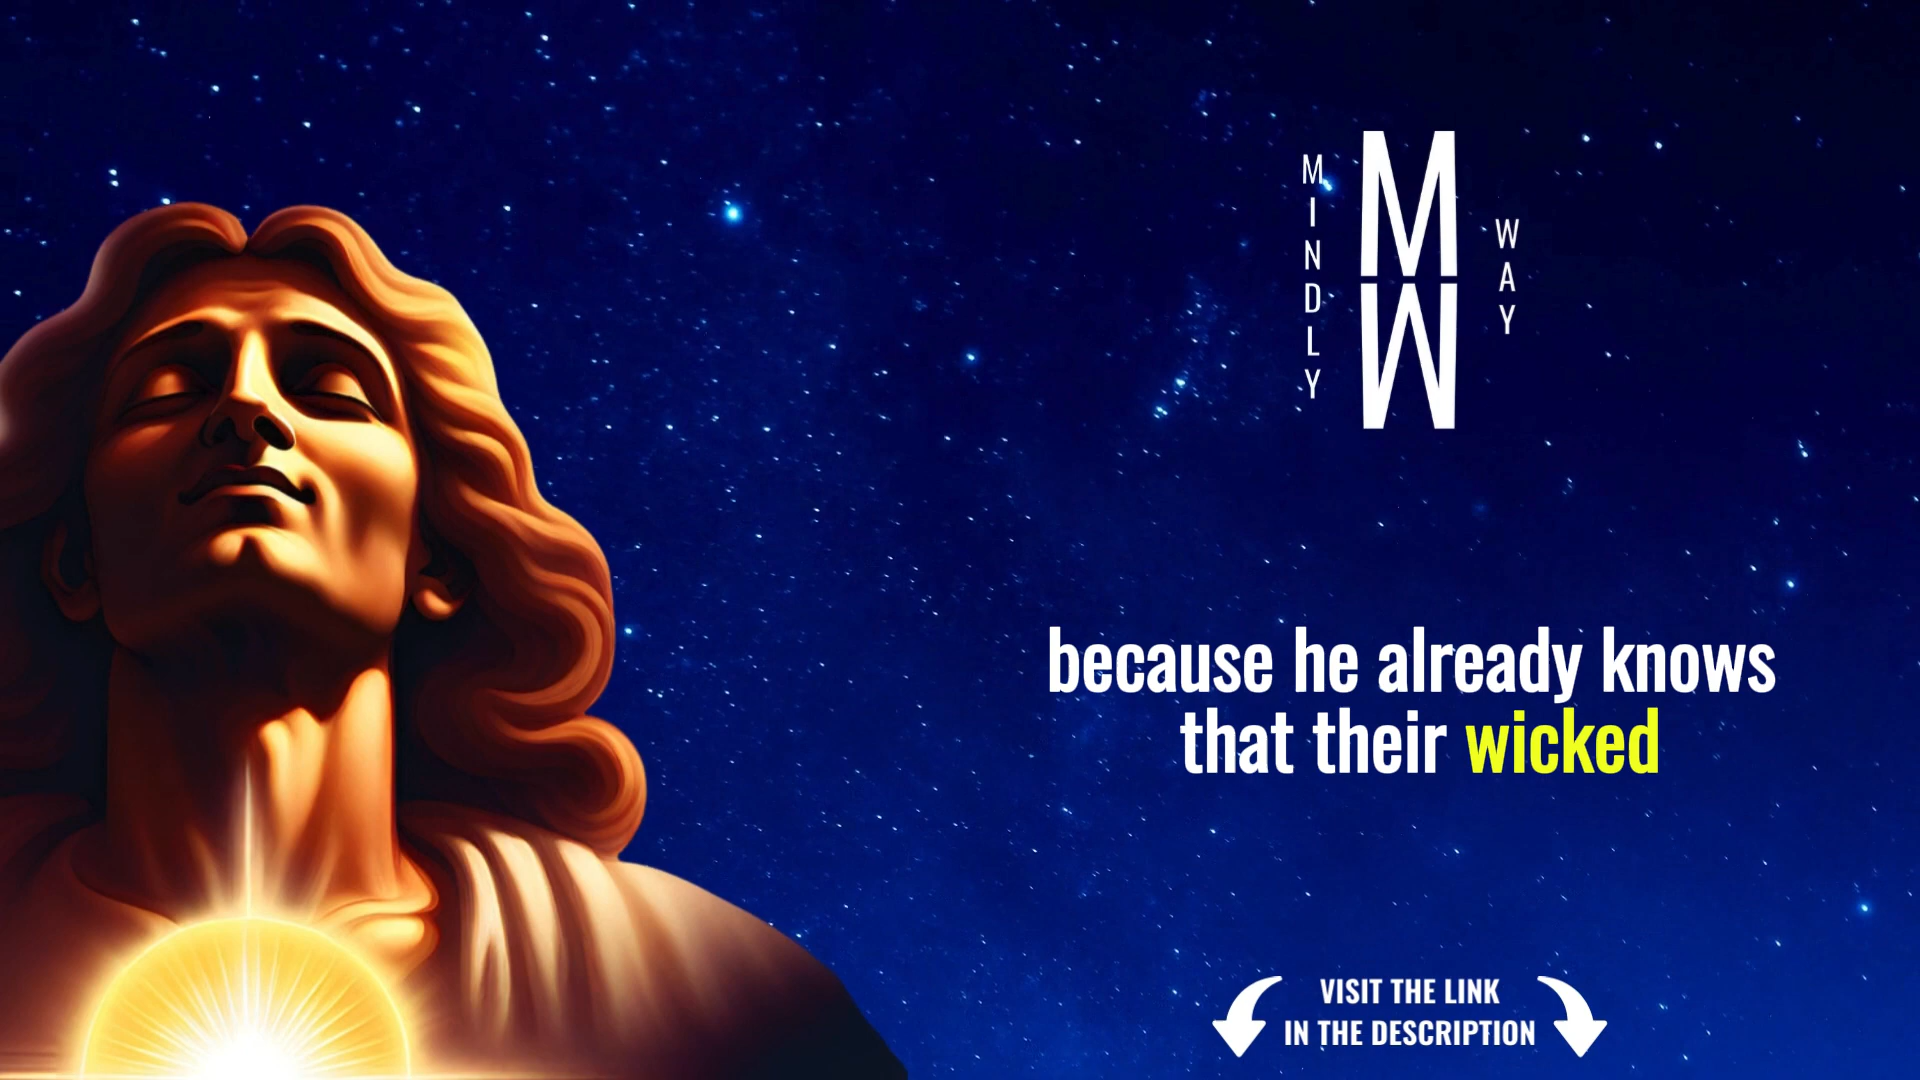 MINDLY
MW
WAY
because he already knows
that their wicked
VISIT THE LINK
IN THE DESCRIPTION